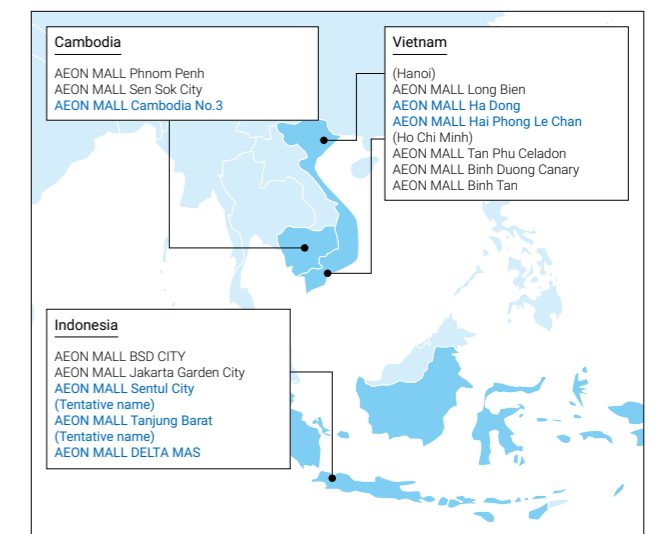 Cambodia
AEON MALL Phnom Penh
AEON MALL Sen Sok City
AEON MALL Cambodia No.3
Vietnam
(Hanoi)
AEON MALL Long Bien
AEON MALL Ha Dong
AEON MALL Hai Phong Le Chan
(Ho Chi Minh)
AEON MALL Tan Phu Celadon
AEON MALL Binh Duong Canary
AEON MALL Binh Tan
Indonesia
AEON MALL BSD CITY
AEON MALL Jakarta Garden City
AEON MALL Sentul City
(Tentative name)
AEON MALL Tanjung Barat
(Tentative name)
AEON MALL DELTA MAS